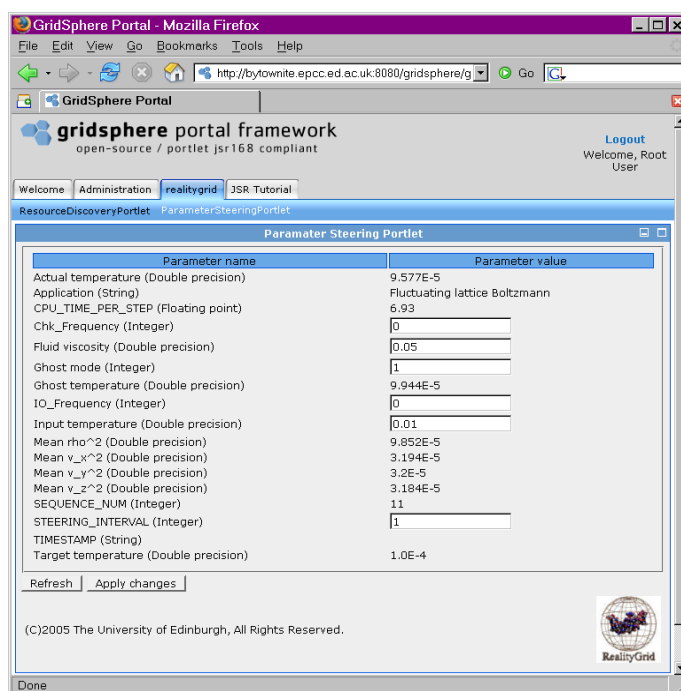 GridSphere Portal - Mozilla Firefox
File Edit View Go Bookmarks Tools Help
http://bytownite.epcc.ed.ac.uk:8080/gridsphere/g Go G
GridSphere Portal
gridsphere portal framework
open-source / portlet jsr168 compliant
Logout
Welcome, Root
User
Welcome Administration realitygrid JSR Tutorial
ResourceDiscoveryPortlet ParameterSteeringPortlet
Paramater Steering Portlet
Parameter name Parameter value
Actual temperature (Double precision) 9.577E-5
Application (String) Fluctuating lattice Boltzmann
CPU_TIME_PER_STEP (Floating point) 6.93
Chk_Frequency (Integer) 0
Fluid viscosity (Double precision) 0.05
Ghost mode (Integer) 1
Ghost temperature (Double precision) 9.944E-5
IO_Frequency (Integer) 0
Input temperature (Double precision) 0.01
Mean rho^2 (Double precision) 9.852E-5
Mean v_x^2 (Double precision) 3.194E-5
Mean v_y^2 (Double precision) 3.2E-5
Mean v_z^2 (Double precision) 3.184E-5
SEQUENCE_NUM (Integer) 11
STEERING_INTERVAL (Integer) 1
TIMESTAMP (String)
Target temperature (Double precision) 1.0E-4
Refresh Apply changes
(C)2005 The University of Edinburgh, All Rights Reserved.
RealityGrid
Done